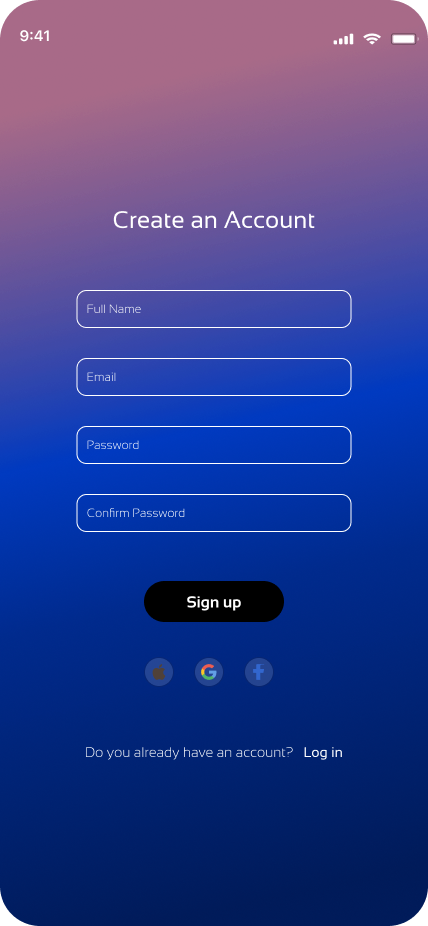 9:41
Create an Account
Full Name
Email
Password
Confirm Password
Sign up
Do you already have an account? Log in